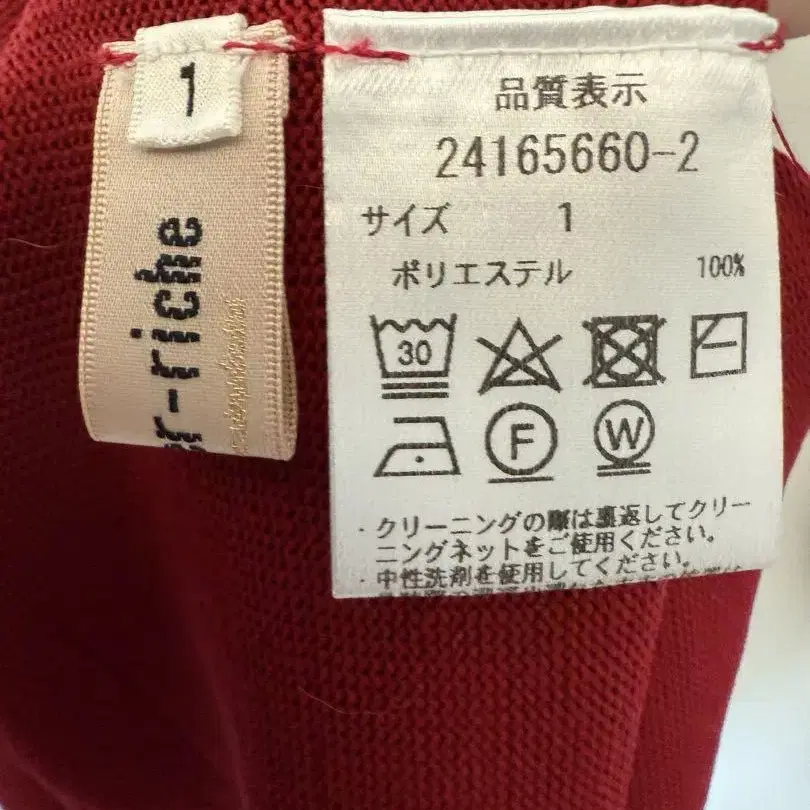 1
r-riche
品質表示
24165660-2
サイズ 1
ポリエステル 100%
30
F
W
・クリーニングの際は裏返してクリー
ニングネットをご使用ください。
・中性洗剤を使用してください。